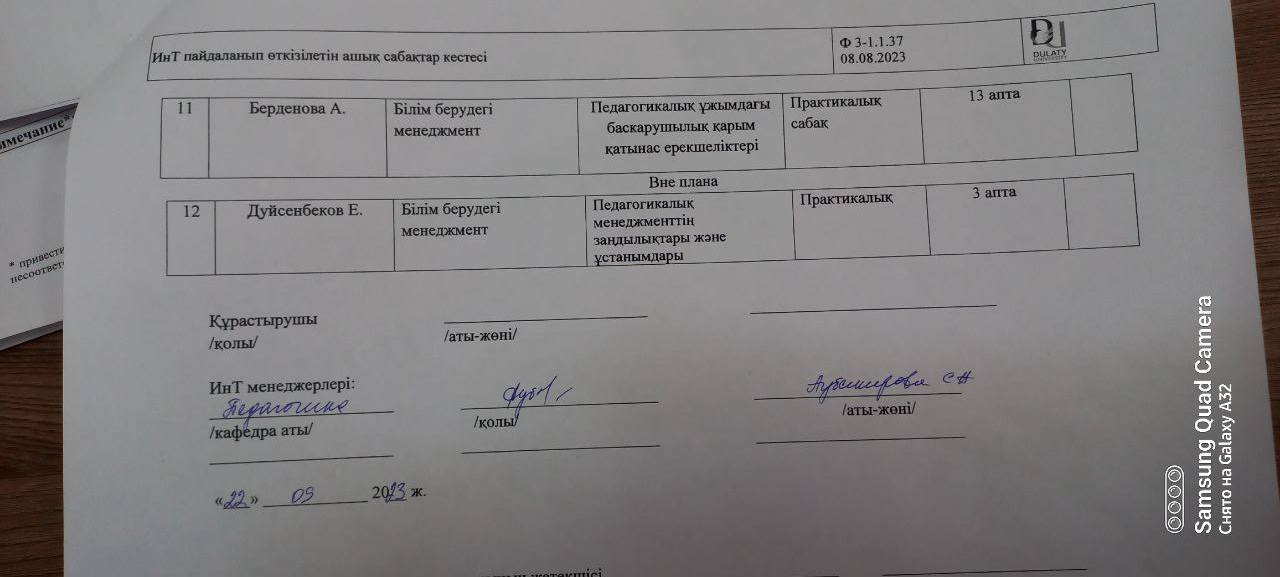 ИнТ пайдаланып өткізілетін ашық сабақтар кестесі
Ф 3-1.1.37
08.08.2023
DULATY
UNIVERSITY
11
Берденова А.
Білім берудегі
менеджмент
Педагогикалық ұжымдағы
баскарушылық қарым
қатынас ерекшеліктері
Практикалық
сабақ
13 апта
Вне плана
12
Дуйсенбеков Е.
Білім берудегі
менеджмент
Педагогикалық
менеджменттің
заңдылықтары және
ұстанымдары
Практикалық
3 апта
Құрастырушы
/қолы/
/аты-жөні/
ИнТ менеджерлері:
Педагогика
/кафедра аты/
/қолы/
/аты-жөні/
«22» 09 2023 ж.
* привести
Samsung Quad Camera
Снято на Galaxy A32